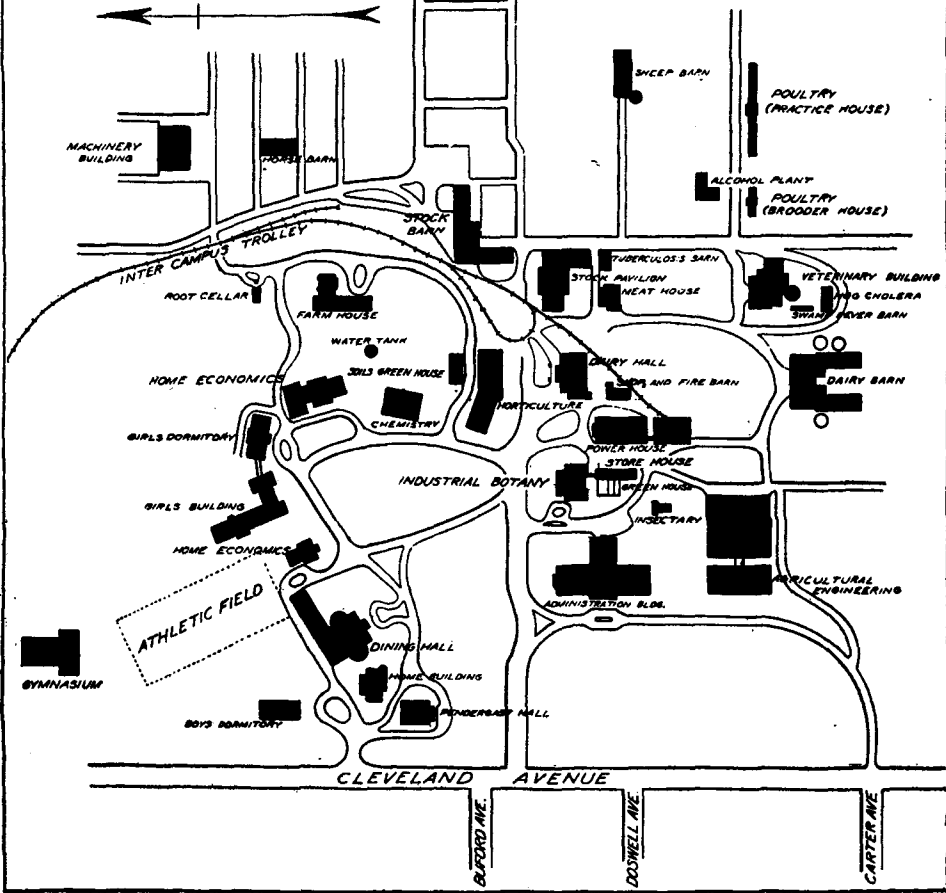 SHEEP BARN
POULTRY
(PRACTICE HOUSE)
MACHINERY
BUILDING
HORSE BARN
ALCOHOL PLANT
POULTRY
(BROODER HOUSE)
STOCK
BARN
INTER CAMPUS TROLLEY
TUBERCULOSIS BARN
STOCK PAVILION
MEAT HOUSE
VETERINARY BUILDING
HOG CHOLERA
SWAMP FEVER BARN
ROOT CELLAR
FARM HOUSE
WATER TANK
SOILS GREEN HOUSE
DAIRY HALL
HOME ECONOMICS
SHOP AND FIRE BARN
DAIRY BARN
HORTICULTURE
CHEMISTRY
GIRLS DORMITORY
POWER HOUSE
STORE HOUSE
INDUSTRIAL BOTANY
GREEN HOUSE
GIRLS BUILDING
INSECTARY
HOME ECONOMICS
AGRICULTURAL
ENGINEERING
ADMINISTRATION BLDG.
ATHLETIC FIELD
DINING HALL
HOME BUILDING
GYMNASIUM
PENDERGAST HALL
BOYS DORMITORY
CLEVELAND AVENUE
BUFORD AVE.
DOSWELL AVE.
CARTER AVE